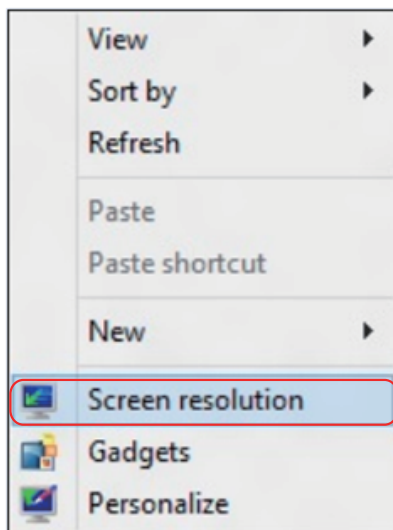 View
Sort by
Refresh
Paste
Paste shortcut
New
Screen resolution
Gadgets
Personalize